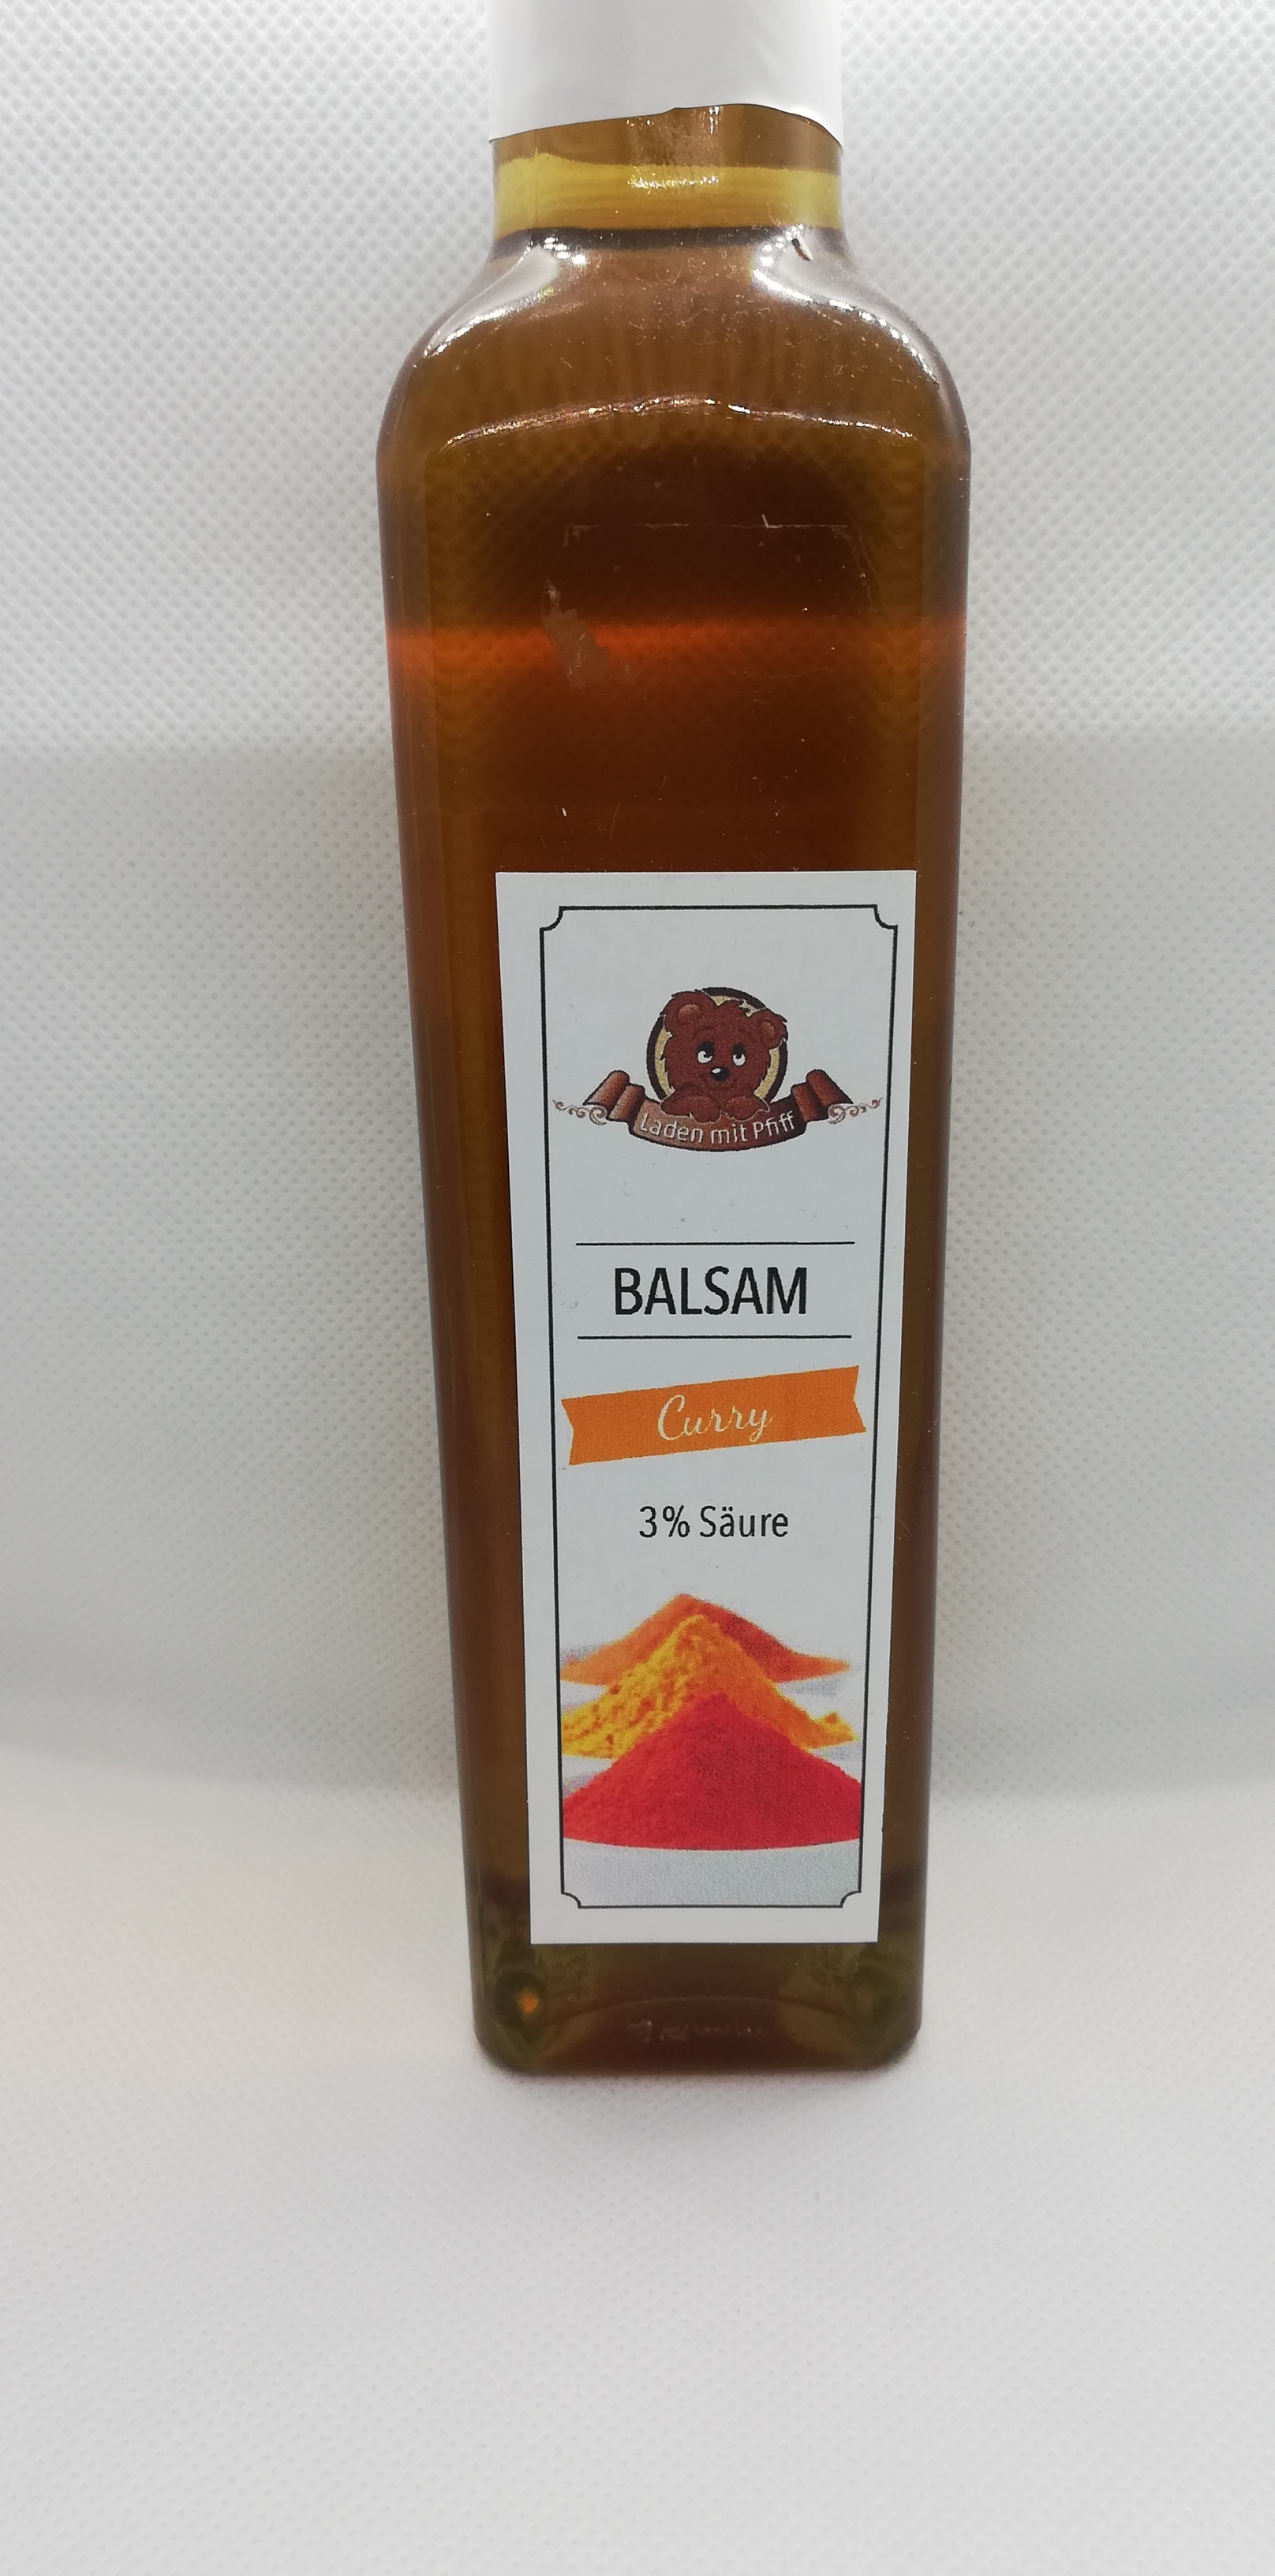 Laden mit Pfiff
BALSAM
Curry
3% Säure